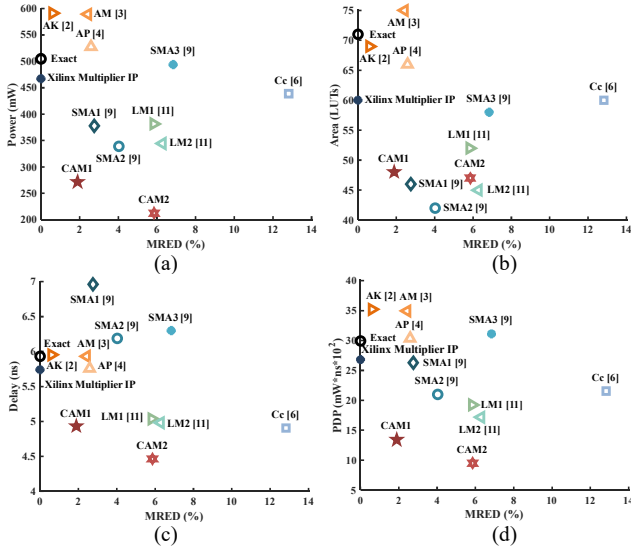 600
550
500
450
400
350
300
250
200
Power (mW)
AK [2]
AM [3]
AP [4]
Exact
SMA3 [9]
Xilinx Multiplier IP
Cc [6]
SMA1 [9]
LM1 [11]
SMA2 [9]
LM2 [11]
CAM1
CAM2
0 2 4 6 8 10 12 14
MRED (%)
(a)
75
70
65
60
55
50
45
40
Area (LUTs)
AM [3]
Exact
AK [2]
AP [4]
Xilinx Multiplier IP
SMA3 [9]
Cc [6]
LM1 [11]
CAM1
CAM2
SMA1 [9]
LM2 [11]
SMA2 [9]
0 2 4 6 8 10 12 14
MRED (%)
(b)
7
6.5
6
5.5
5
4.5
4
Delay (ns)
SMA1 [9]
SMA2 [9]
SMA3 [9]
Exact
AM [3]
AK [2]
AP [4]
Xilinx Multiplier IP
CAM1
LM1 [11]
LM2 [11]
Cc [6]
CAM2
0 2 4 6 8 10 12 14
MRED (%)
(c)
40
35
30
25
20
15
10
5
PDP (mW*ns*10²)
AK [2]
AM [3]
AP [4]
SMA3 [9]
Exact
Xilinx Multiplier IP
SMA1 [9]
SMA2 [9]
Cc [6]
LM1 [11]
LM2 [11]
CAM1
CAM2
0 2 4 6 8 10 12 14
MRED (%)
(d)